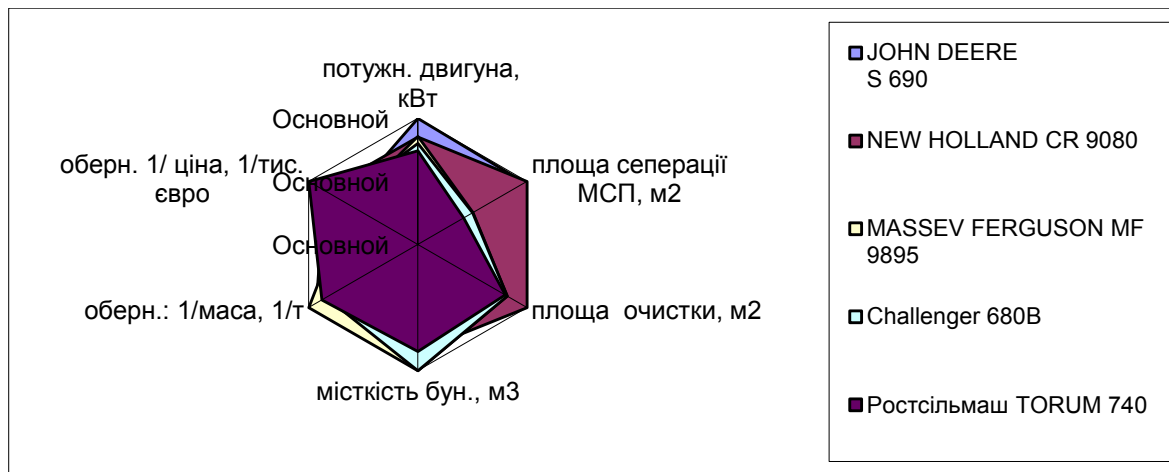 потужн. двигуна,
кВт
Основной
оберн. 1/ ціна, 1/тис.
євро
Основной
Основной
площа сеперації
МСП, м2
оберн.: 1/маса, 1/т
площа очистки, м2
місткість бун., м3
JOHN DEERE
S 690
NEW HOLLAND CR 9080
MASSEV FERGUSON MF
9895
Challenger 680B
Ростсільмаш TORUM 740